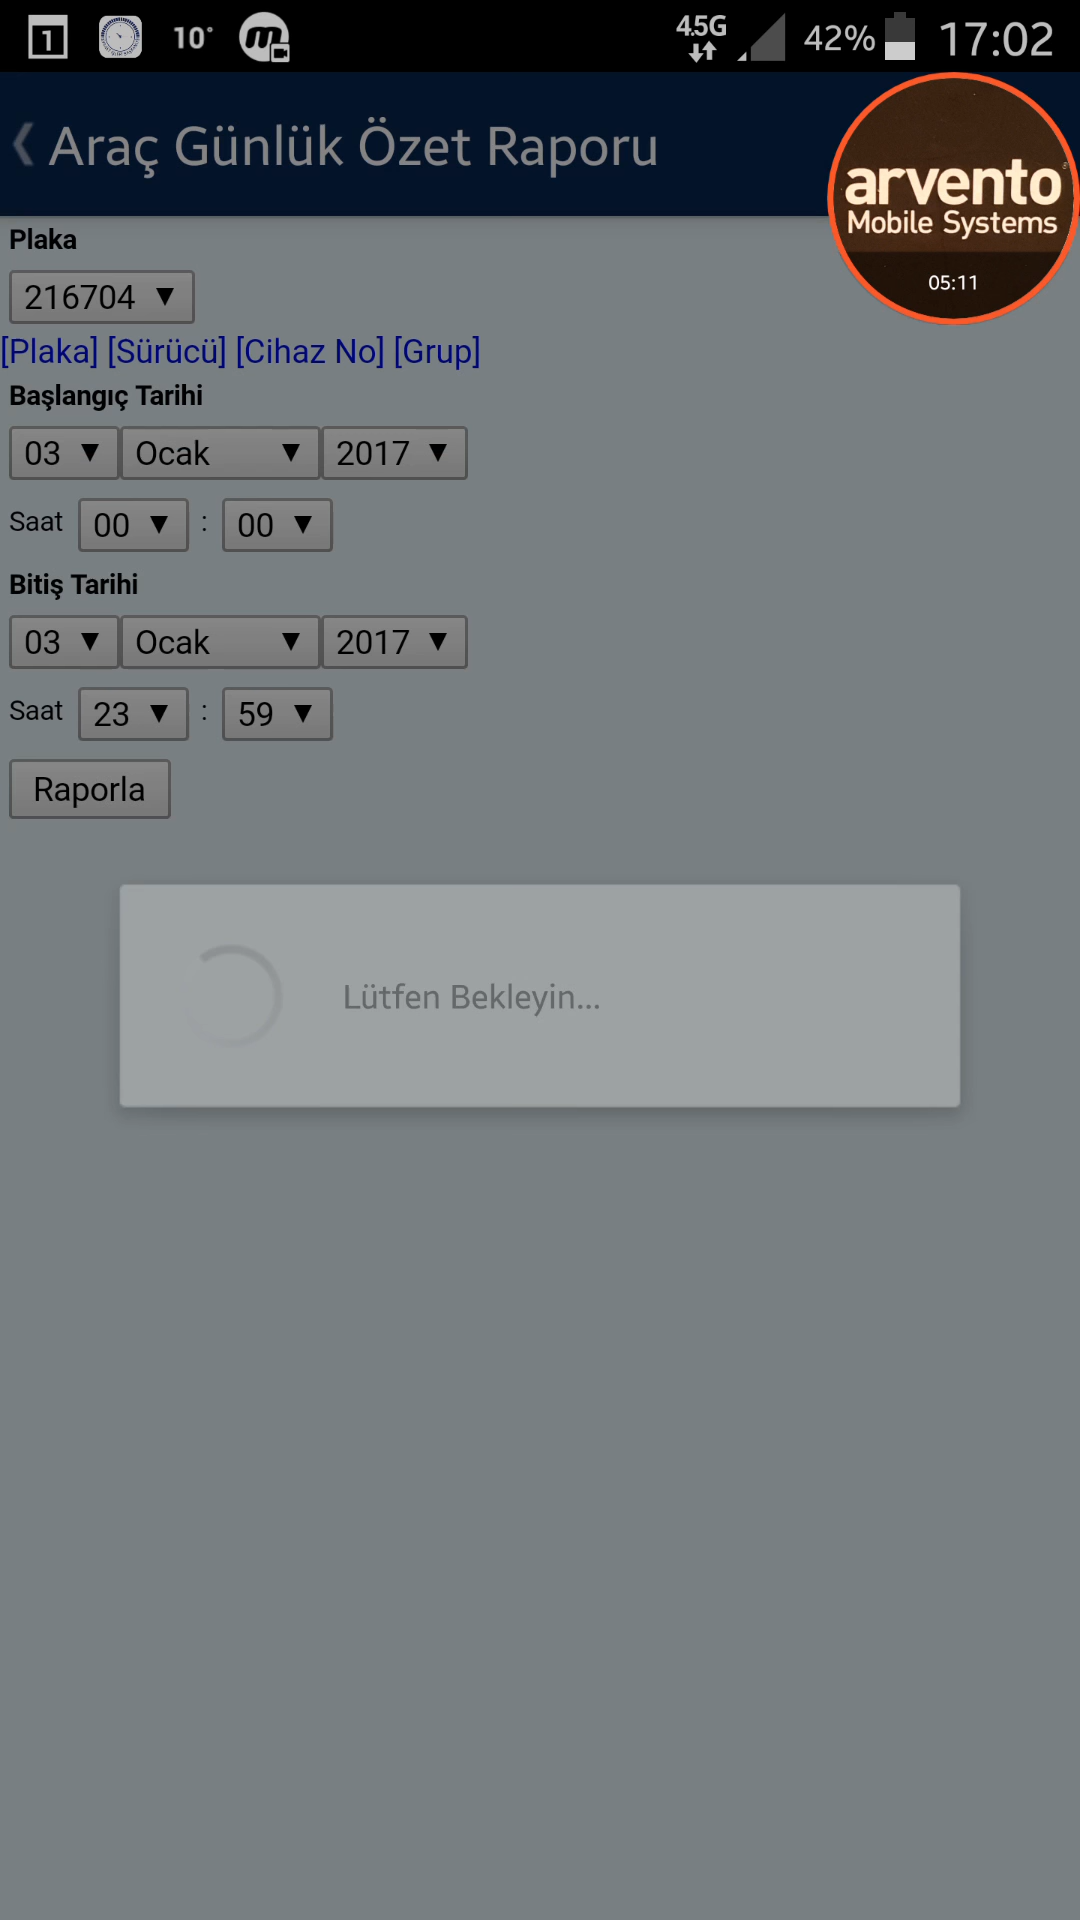 1 10° m 4.5G 42% 17:02
Araç Günlük Özet Raporu
arvento
Mobile Systems
05:11
Plaka
216704 ▼
[Plaka] [Sürücü] [Cihaz No] [Grup]
Başlangıç Tarihi
03 ▼ Ocak ▼ 2017 ▼
Saat 00 ▼ : 00 ▼
Bitiş Tarihi
03 ▼ Ocak ▼ 2017 ▼
Saat 23 ▼ : 59 ▼
Raporla
Lütfen Bekleyin...